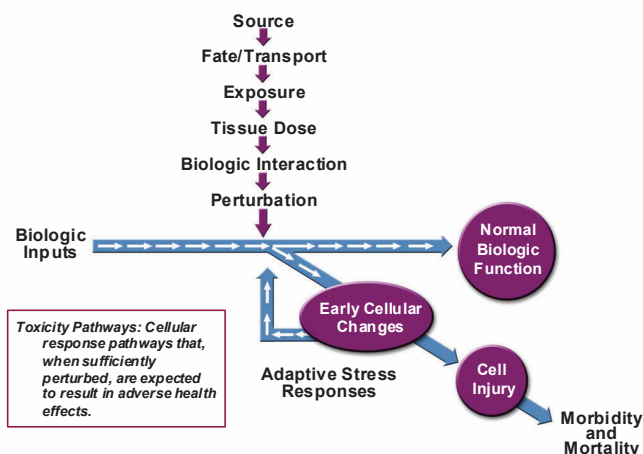 Source
Fate/Transport
Exposure
Tissue Dose
Biologic Interaction
Perturbation
Biologic
Inputs
Normal
Biologic
Function
Early Cellular
Changes
Adaptive Stress
Responses
Cell
Injury
Morbidity
and
Mortality
Toxicity Pathways: Cellular
response pathways that,
when sufficiently
perturbed, are expected
to result in adverse health
effects.